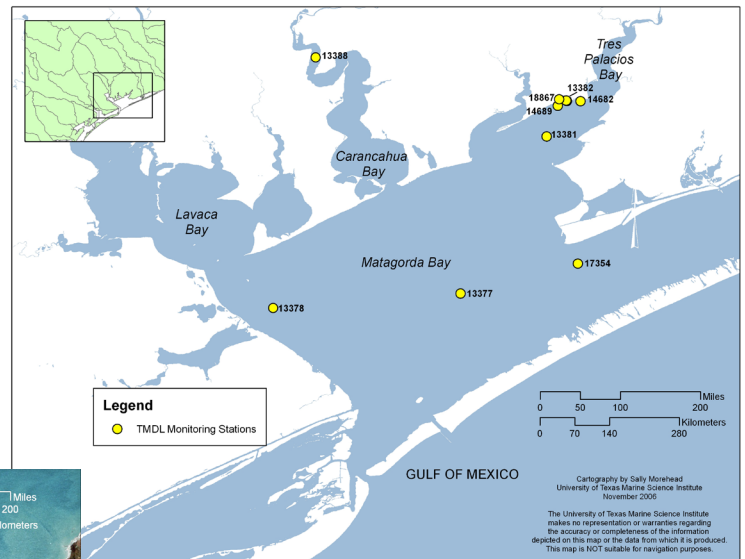 Tres
Palacios
Bay
13388
13382
18867
14682
14689
13381
Carancahua
Bay
Lavaca
Bay
Matagorda Bay
17354
13377
13378
Legend
TMDL Monitoring Stations
Miles
0 50 100 200
Kilometers
0 70 140 280
GULF OF MEXICO
Cartography by Sally Morehead
University of Texas Marine Science Institute
November 2006
The University of Texas Marine Science Institute
makes no representation or warranties regarding
the accuracy or completeness of the information
depicted on this map or the data from which it is produced.
This map is NOT suitable for navigation purposes.
Miles
200